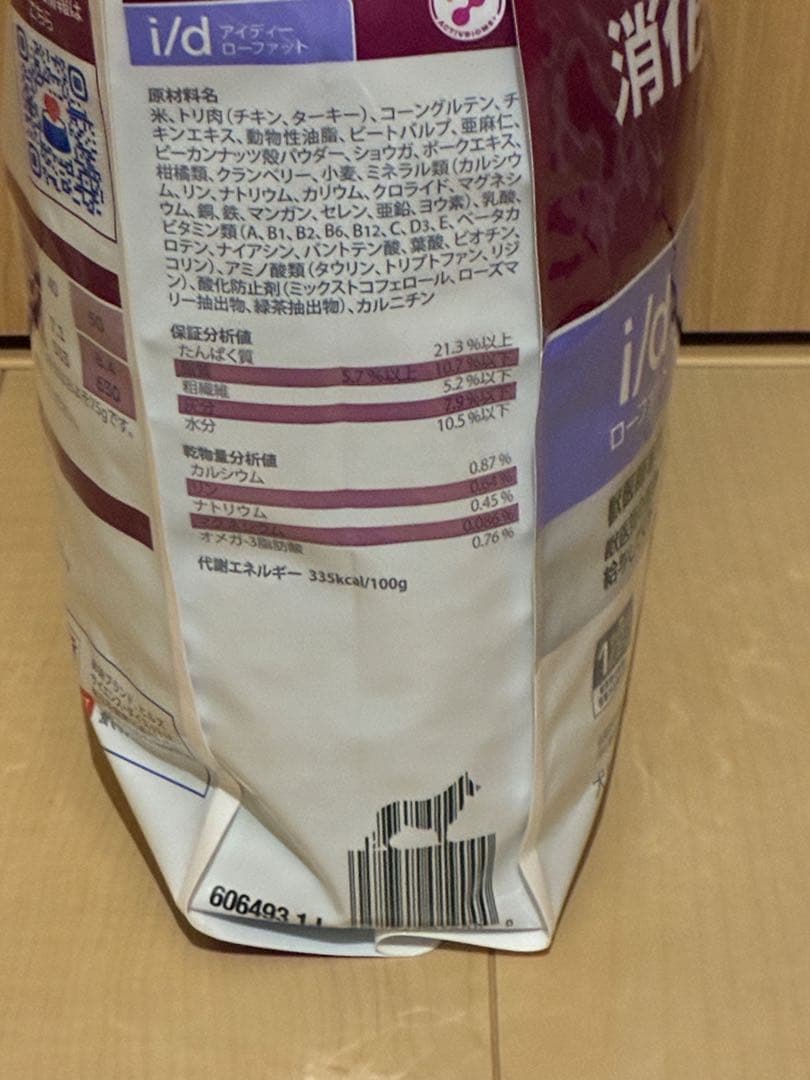 こちら
i/d アイディー
ローファット
ACTIVBIOME+
消化
原材料名
米、トリ肉(チキン、ターキー)、コーングルテン、チ
キンエキス、動物性油脂、ビートパルプ、亜麻仁、
ピーカンナッツ殻パウダー、ショウガ、ポークエキス、
柑橘類、クランベリー、小麦、ミネラル類(カルシウ
ム、リン、ナトリウム、カリウム、クロライド、マグネシ
ウム、銅、鉄、マンガン、セレン、亜鉛、ヨウ素)、乳酸、
ビタミン類(A、B1、B2、B6、B12、C、D3、E、ベータカ
ロテン、ナイアシン、パントテン酸、葉酸、ビオチン、
コリン)、アミノ酸類(タウリン、トリプトファン、リジ
ン)、酸化防止剤(ミックストコフェロール、ローズマ
リー抽出物、緑茶抽出物)、カルニチン
保証分析値
たんぱく質 21.3 %以上
脂質 5.7 %以上 10.7 %以下
粗繊維 5.2 %以下
灰分 7.9 %以下
水分 10.5 %以下
乾物量分析値
カルシウム 0.87 %
リン 0.64 %
ナトリウム 0.45 %
マグネシウム 0.086 %
オメガ-3脂肪酸 0.76 %
代謝エネルギー 335kcal/100g
606493
i/d
ロー